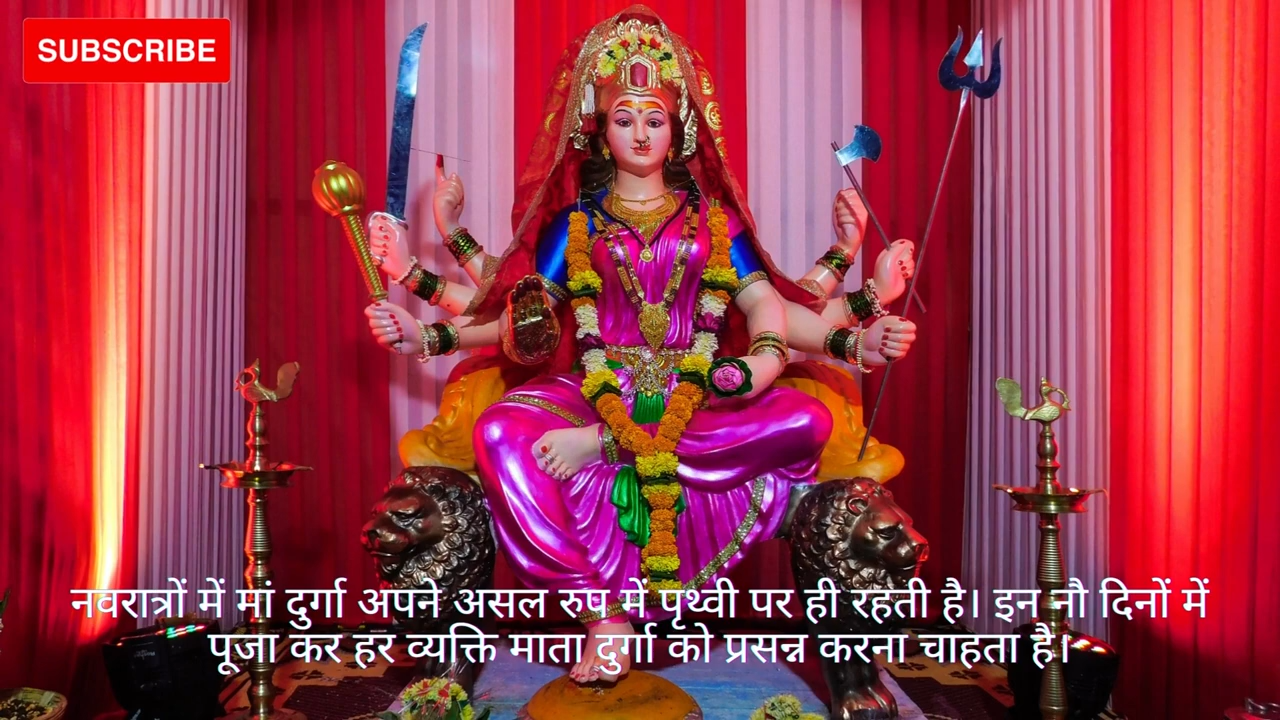 SUBSCRIBE
नवरात्रों में मां दुर्गा अपने असल रुप में पृथ्वी पर ही रहती है। इन नौ दिनों में
पूजा कर हर व्यक्ति माता दुर्गा को प्रसन्न करना चाहता है।